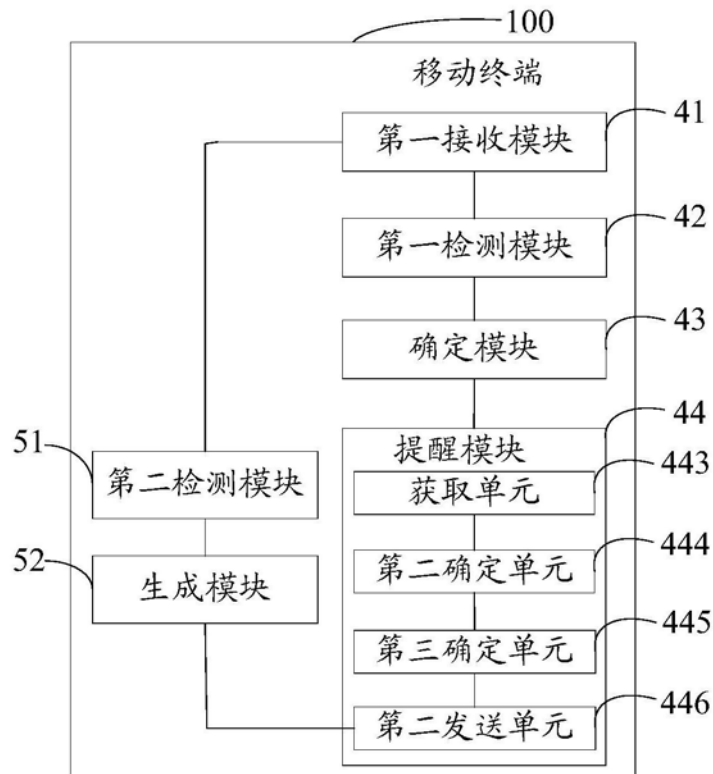 100
移动终端
41
第一接收模块
42
第一检测模块
43
确定模块
44
提醒模块
443
获取单元
51
第二检测模块
444
第二确定单元
52
生成模块
445
第三确定单元
446
第二发送单元